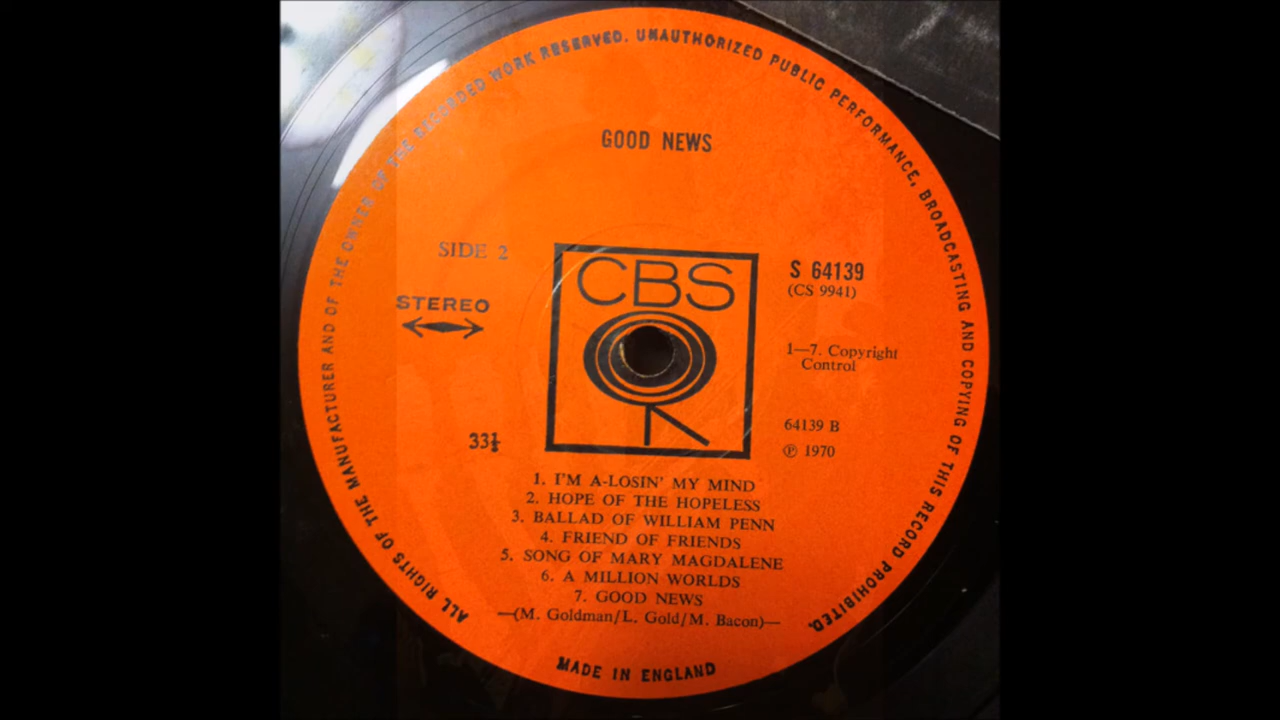 ALL RIGHTS OF THE MANUFACTURER AND OF THE OWNER OF THE RECORDED WORK RESERVED. UNAUTHORIZED PUBLIC PERFORMANCE, BROADCASTING AND COPYING OF THIS RECORD PROHIBITED.
GOOD NEWS
SIDE 2
STEREO
33⅓
CBS
S 64139
(CS 9941)
1—7. Copyright
Control
64139 B
℗ 1970
1. I'M A-LOSIN' MY MIND
2. HOPE OF THE HOPELESS
3. BALLAD OF WILLIAM PENN
4. FRIEND OF FRIENDS
5. SONG OF MARY MAGDALENE
6. A MILLION WORLDS
7. GOOD NEWS
—(M. Goldman/L. Gold/M. Bacon)—
MADE IN ENGLAND